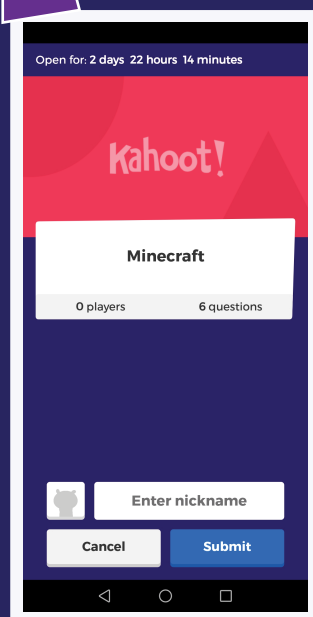 Open for: 2 days 22 hours 14 minutes
Kahoot!
Minecraft
0 players 6 questions
Enter nickname
Cancel Submit